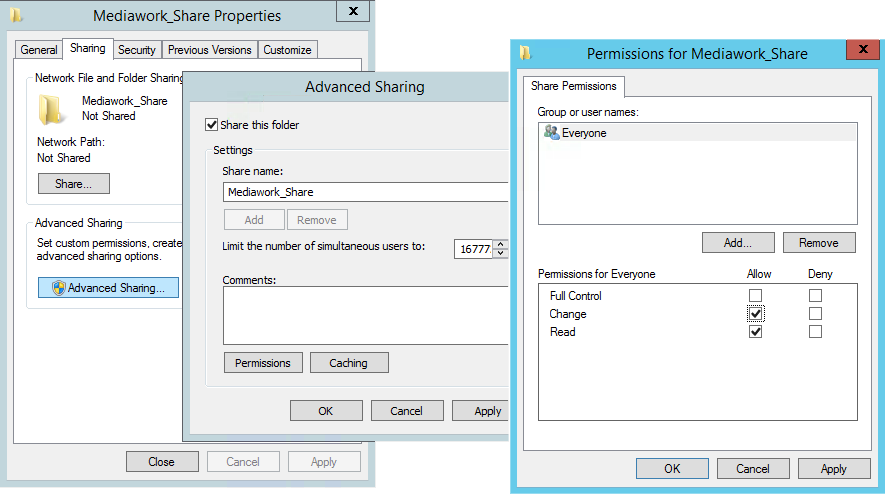 Mediawork_Share Properties
X
General
Sharing
Security
Previous Versions
Customize
Network File and Folder Sharing
Mediawork_Share
Not Shared
Network Path:
Not Shared
Share...
Advanced Sharing
Set custom permissions, create
advanced sharing options.
Advanced Sharing...
Close
Cancel
Apply
Advanced Sharing
Share this folder
Settings
Share name:
Mediawork_Share
Add
Remove
Limit the number of simultaneous users to:
16777
Comments:
Permissions
Caching
OK
Cancel
Apply
Permissions for Mediawork_Share
X
Share Permissions
Group or user names:
Everyone
Add...
Remove
Permissions for Everyone
Allow
Deny
Full Control
Change
Read
OK
Cancel
Apply